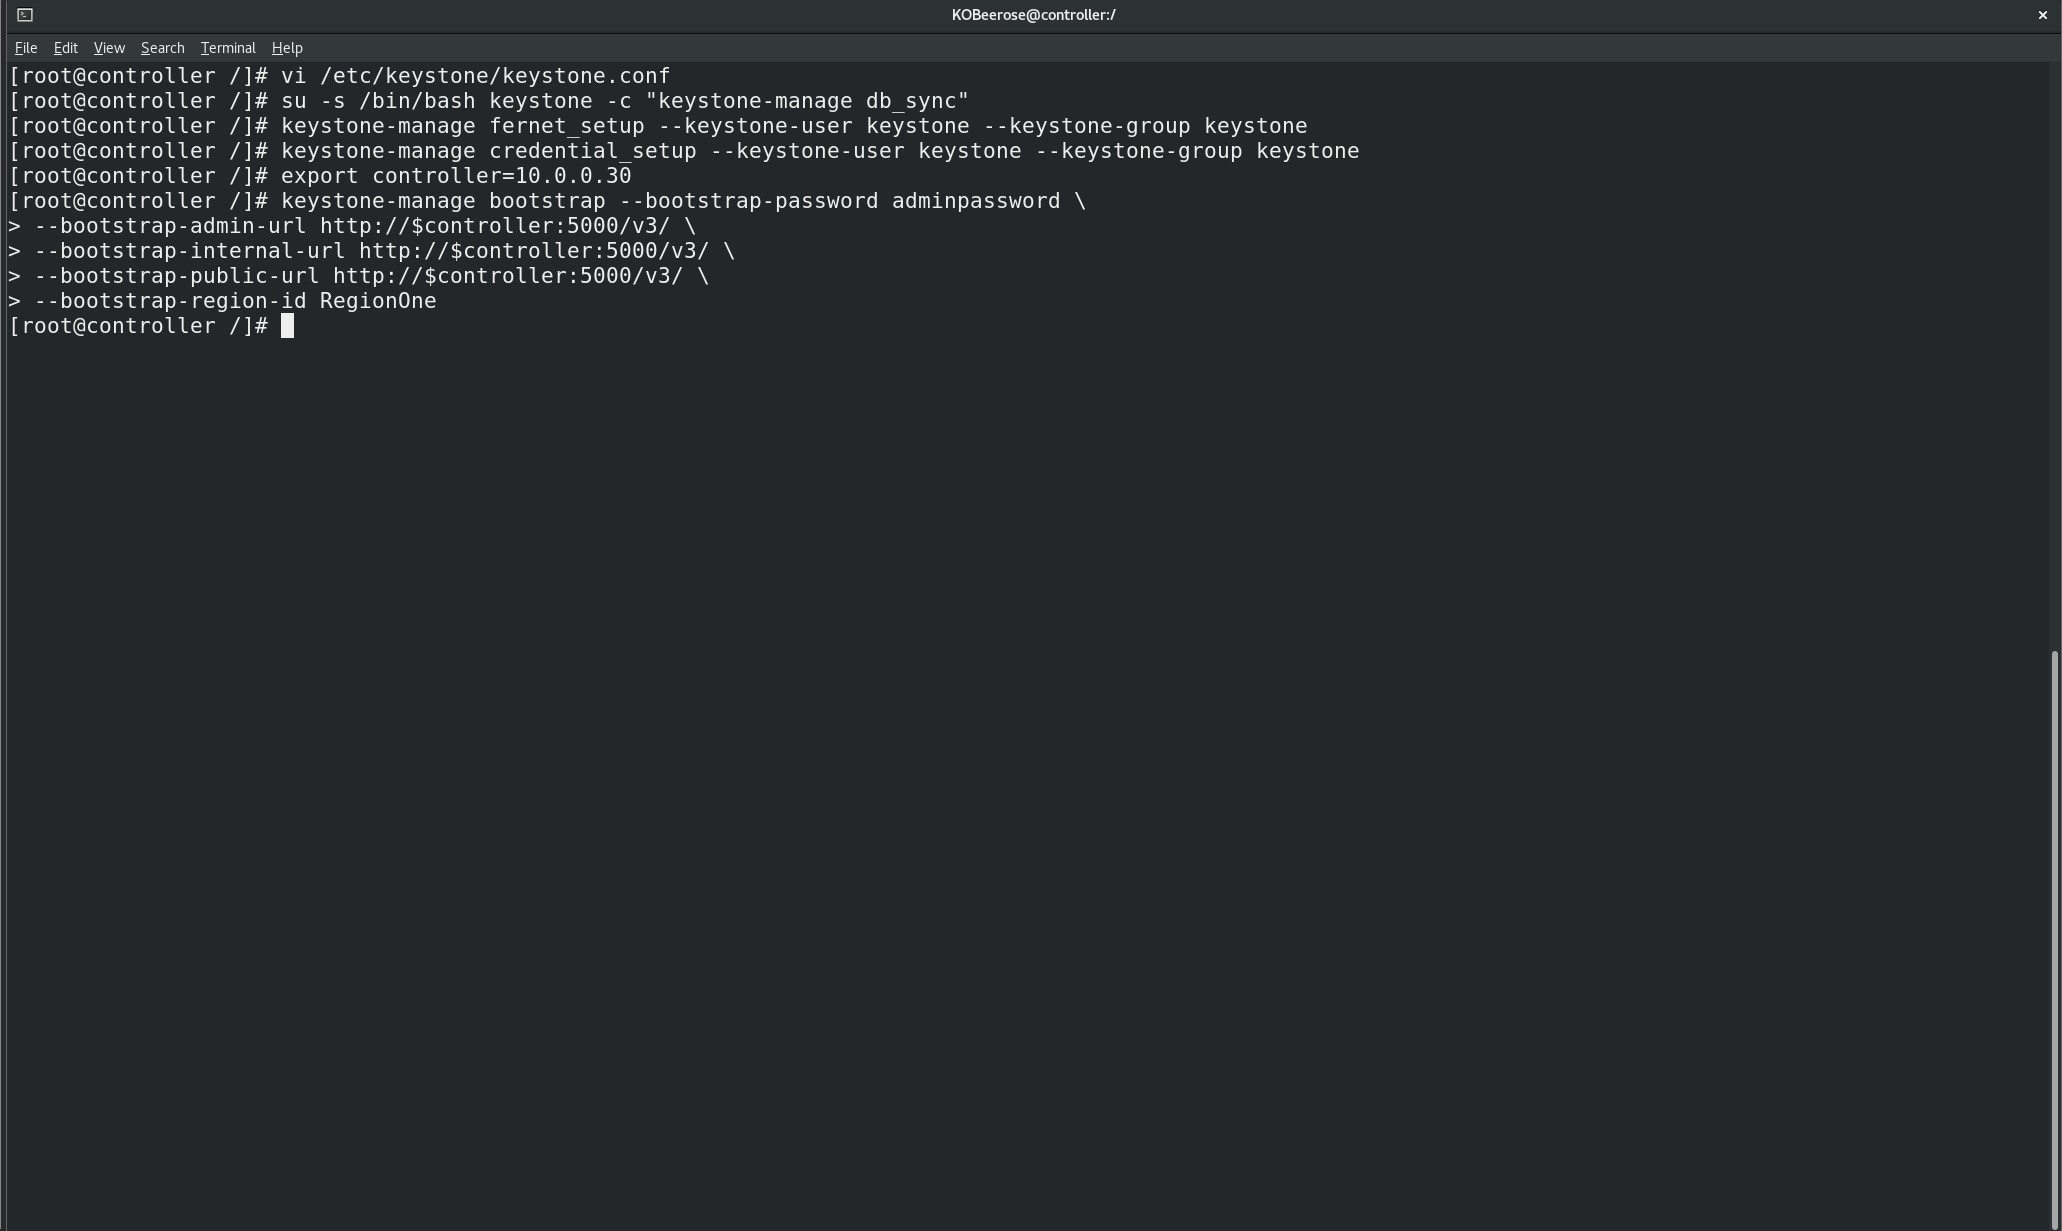 KOBeerose@controller:/
×
File Edit View Search Terminal Help
[root@controller /]# vi /etc/keystone/keystone.conf
[root@controller /]# su -s /bin/bash keystone -c "keystone-manage db_sync"
[root@controller /]# keystone-manage fernet_setup --keystone-user keystone --keystone-group keystone
[root@controller /]# keystone-manage credential_setup --keystone-user keystone --keystone-group keystone
[root@controller /]# export controller=10.0.0.30
[root@controller /]# keystone-manage bootstrap --bootstrap-password adminpassword \
> --bootstrap-admin-url http://$controller:5000/v3/ \
> --bootstrap-internal-url http://$controller:5000/v3/ \
> --bootstrap-public-url http://$controller:5000/v3/ \
> --bootstrap-region-id RegionOne
[root@controller /]#